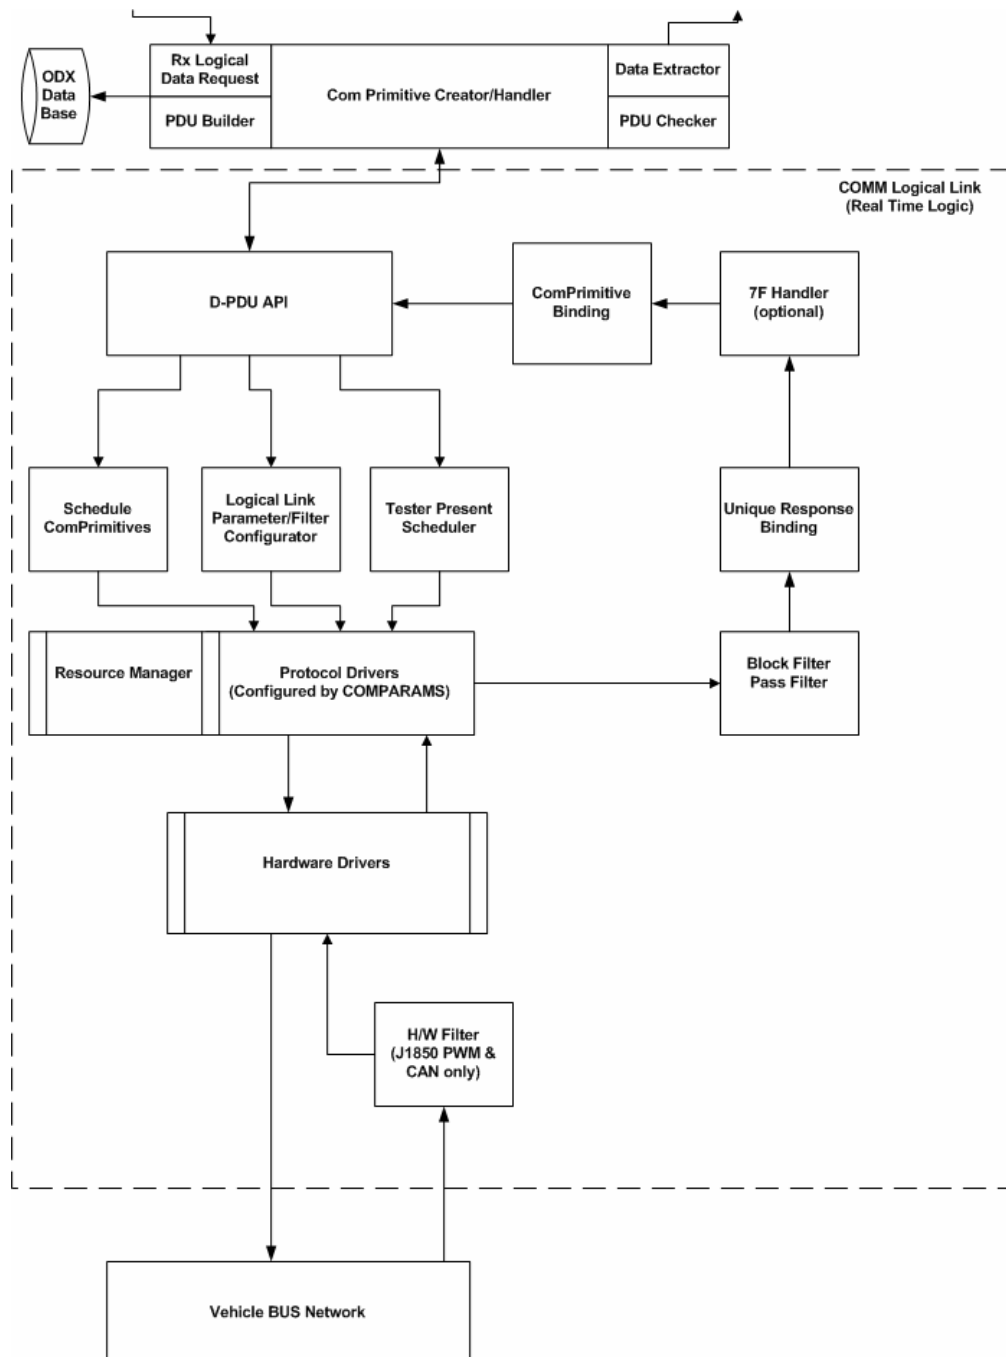 ODX
Data
Base
Rx Logical
Data Request
PDU Builder
Com Primitive Creator/Handler
Data Extractor
PDU Checker
COMM Logical Link
(Real Time Logic)
D-PDU API
ComPrimitive
Binding
7F Handler
(optional)
Schedule
ComPrimitives
Logical Link
Parameter/Filter
Configurator
Tester Present
Scheduler
Unique Response
Binding
Resource Manager
Protocol Drivers
(Configured by COMPARAMS)
Block Filter
Pass Filter
Hardware Drivers
H/W Filter
(J1850 PWM &
CAN only)
Vehicle BUS Network